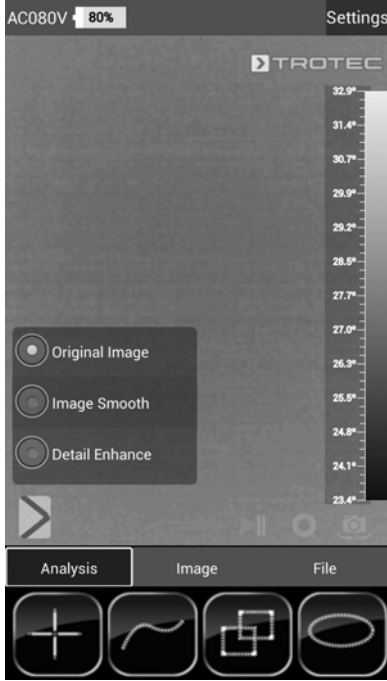 AC080V 80% Settings
TROTEC
32.9°
31.4°
30.7°
29.9°
29.2°
28.5°
27.7°
27.0°
Original Image
26.3°
Image Smooth
25.5°
24.8°
Detail Enhance
24.1°
23.4°
Analysis Image File